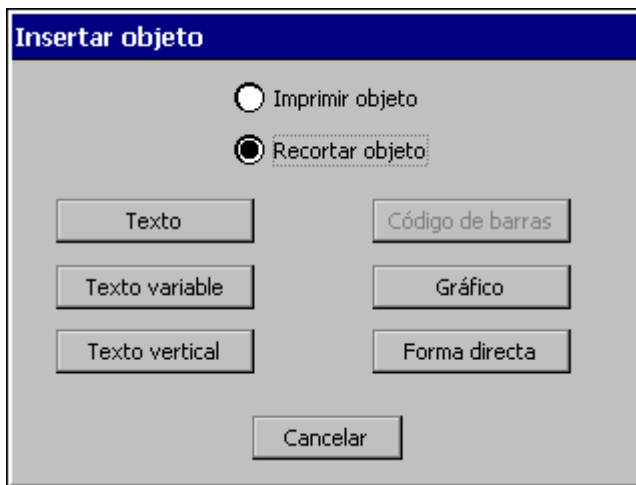 Insertar objeto
Imprimir objeto
Recortar objeto
Texto
Código de barras
Texto variable
Gráfico
Texto vertical
Forma directa
Cancelar